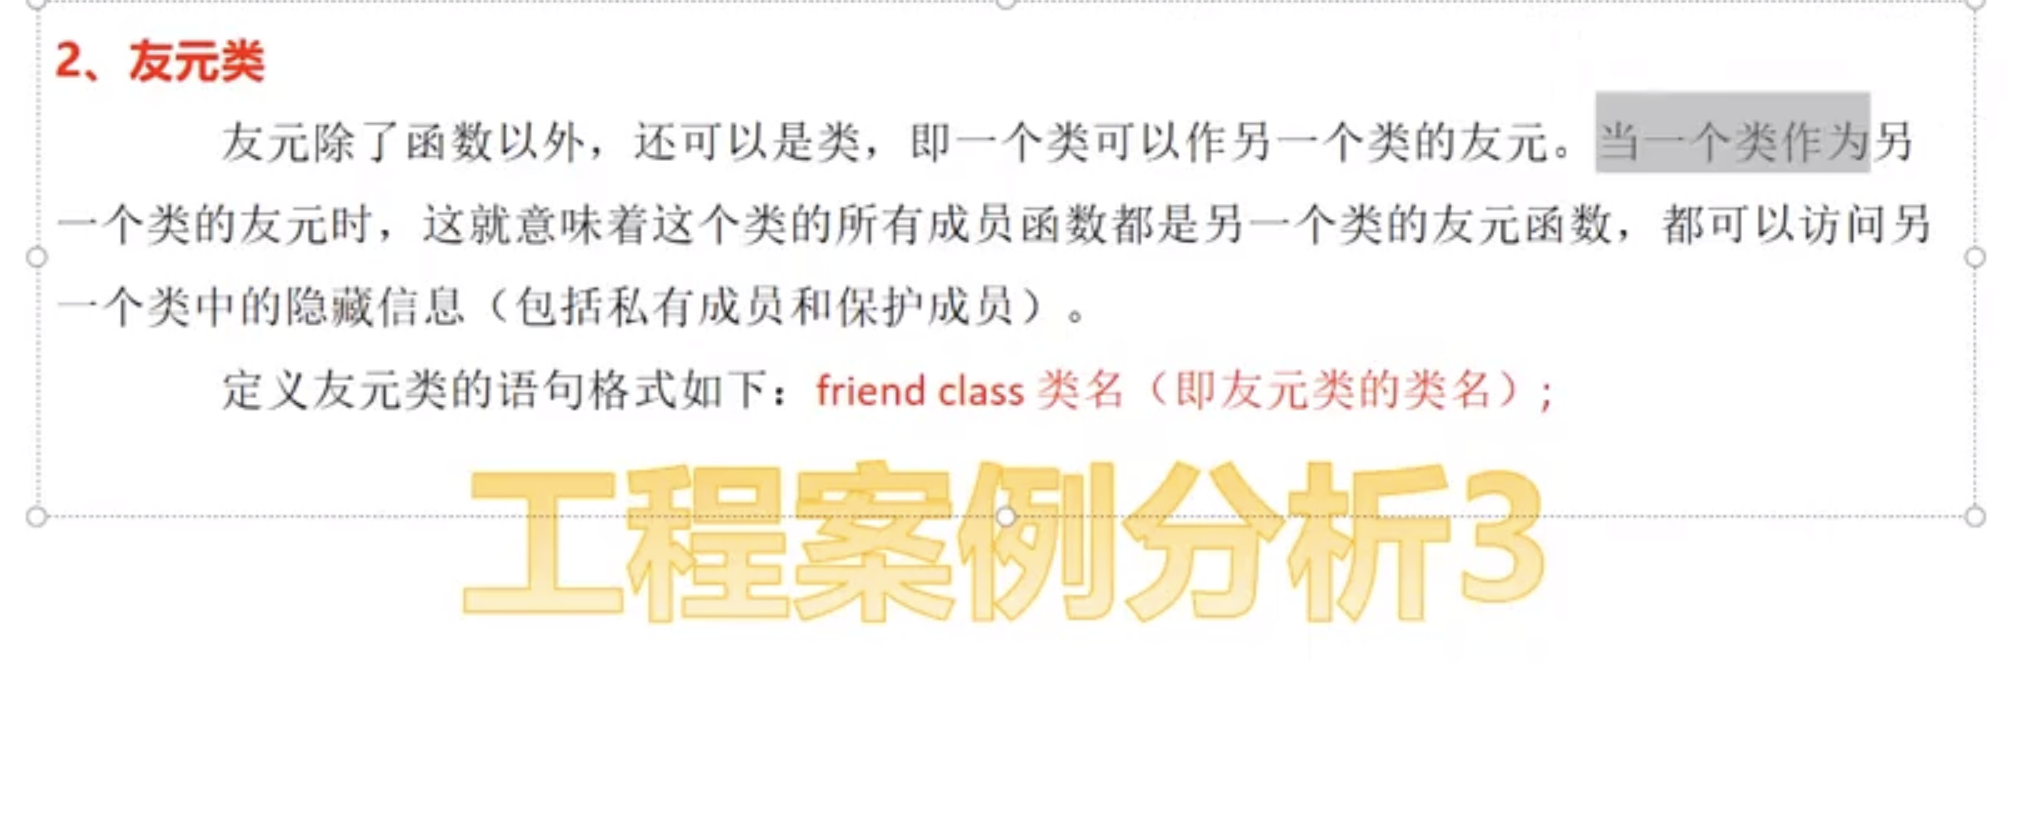 2、友元类
友元除了函数以外，还可以是类，即一个类可以作另一个类的友元。当一个类作为另
一个类的友元时，这就意味着这个类的所有成员函数都是另一个类的友元函数，都可以访问另
一个类中的隐藏信息（包括私有成员和保护成员）。
定义友元类的语句格式如下：friend class 类名（即友元类的类名）;
工程案例分析3